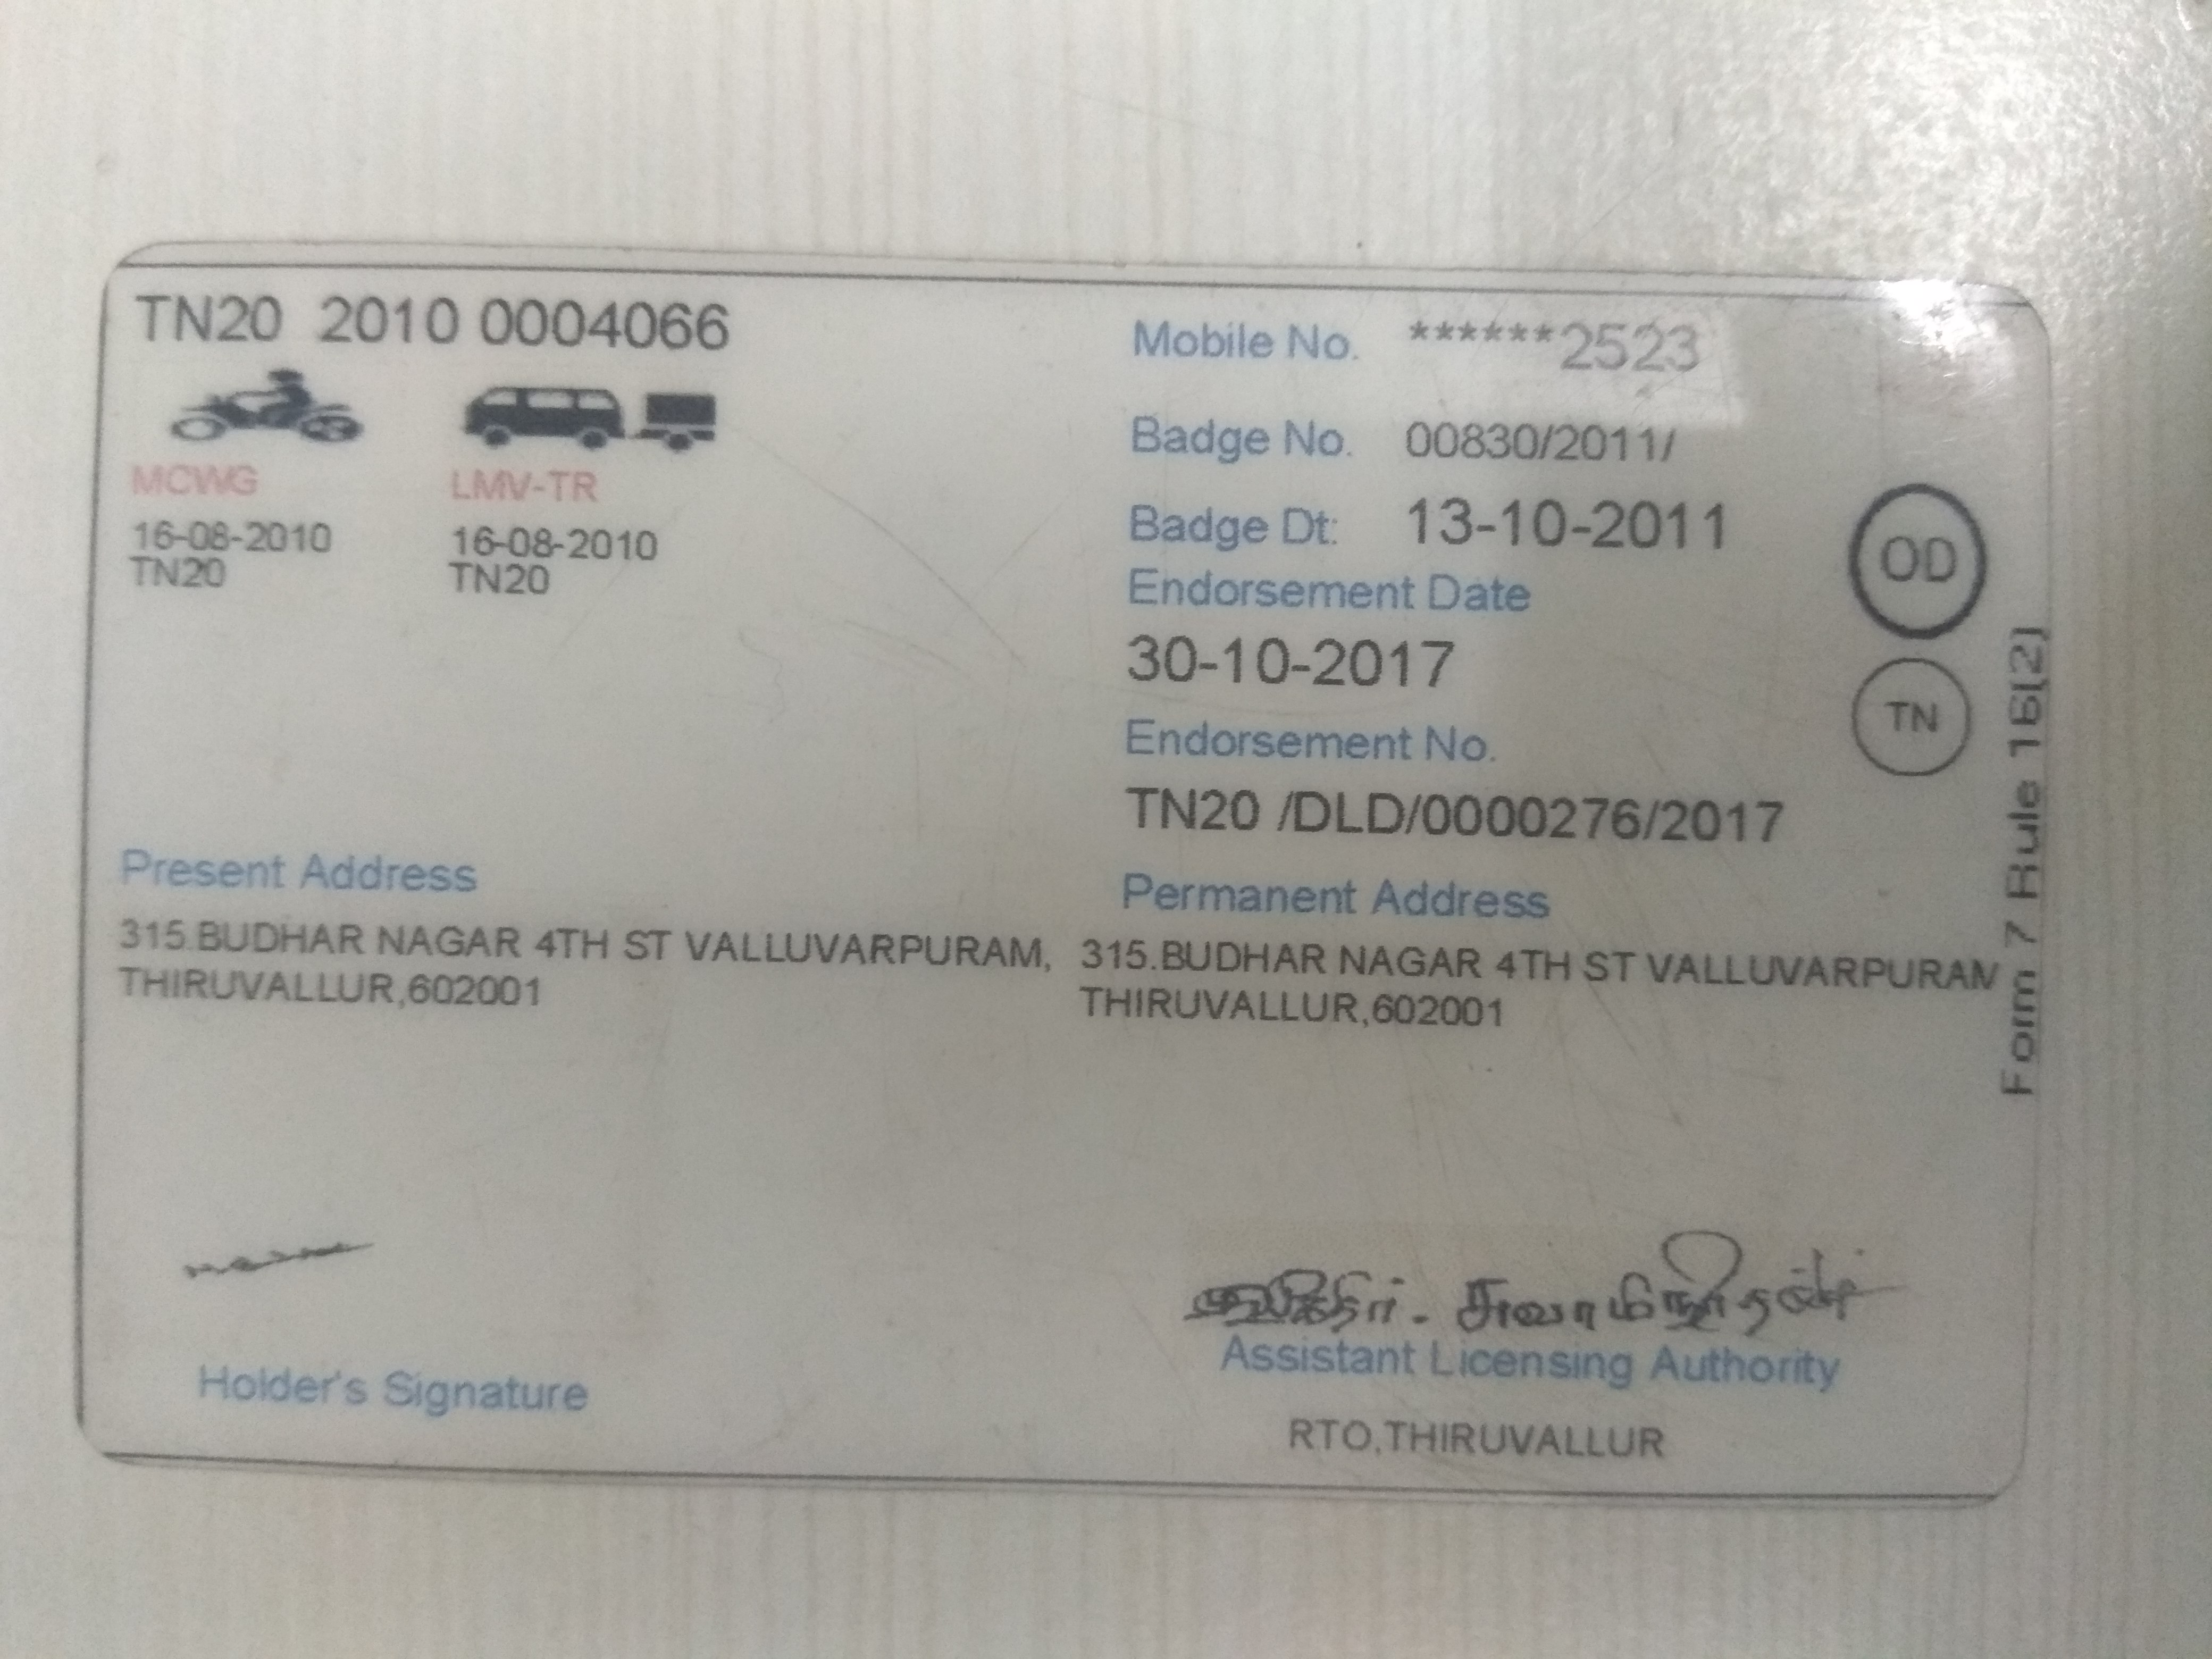 TN20 2010 0004066
MCWG
16-08-2010
TN20
LMV-TR
16-08-2010
TN20
Mobile No. ******2523
Badge No. 00830/2011/
Badge Dt: 13-10-2011
Endorsement Date
30-10-2017
Endorsement No.
TN20 /DLD/0000276/2017
OD
TN
Form 7 Rule 16(2)
Present Address
315.BUDHAR NAGAR 4TH ST VALLUVARPURAM,
THIRUVALLUR,602001
Permanent Address
315.BUDHAR NAGAR 4TH ST VALLUVARPURAM
THIRUVALLUR,602001
Holder's Signature
Assistant Licensing Authority
RTO,THIRUVALLUR